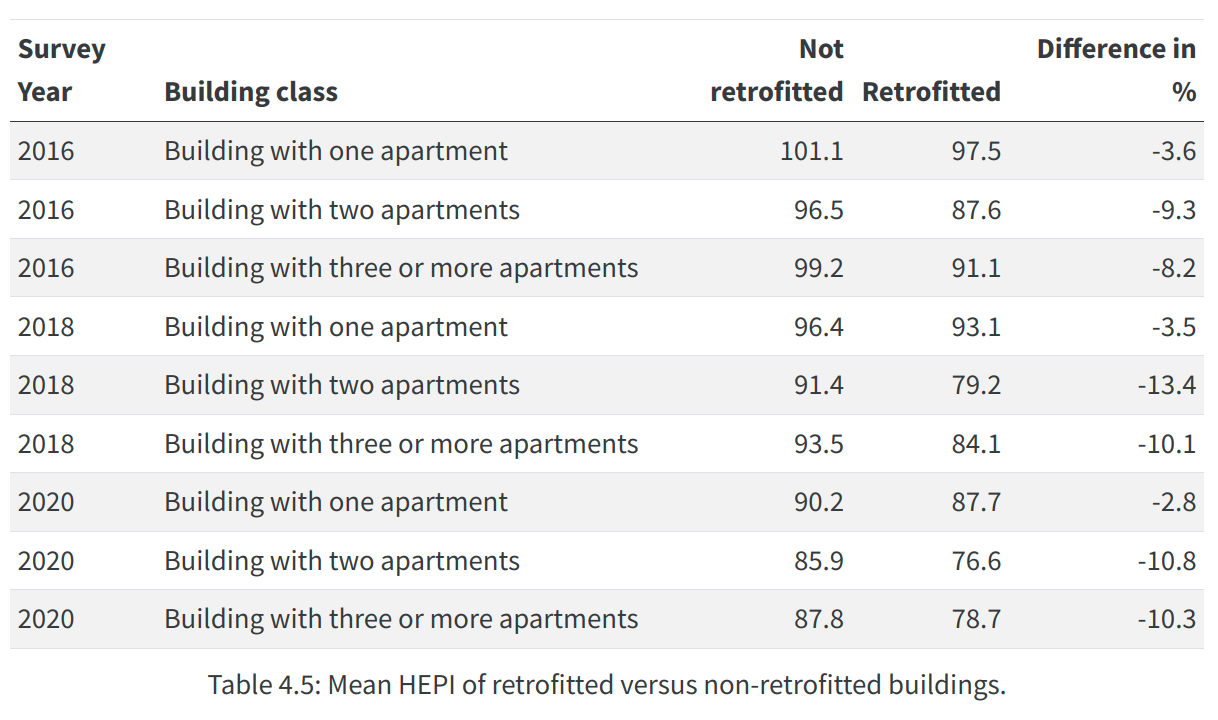 Survey Year Building class Not retrofitted Retrofitted Difference in %
2016 Building with one apartment 101.1 97.5 -3.6
2016 Building with two apartments 96.5 87.6 -9.3
2016 Building with three or more apartments 99.2 91.1 -8.2
2018 Building with one apartment 96.4 93.1 -3.5
2018 Building with two apartments 91.4 79.2 -13.4
2018 Building with three or more apartments 93.5 84.1 -10.1
2020 Building with one apartment 90.2 87.7 -2.8
2020 Building with two apartments 85.9 76.6 -10.8
2020 Building with three or more apartments 87.8 78.7 -10.3
Table 4.5: Mean HEPI of retrofitted versus non-retrofitted buildings.